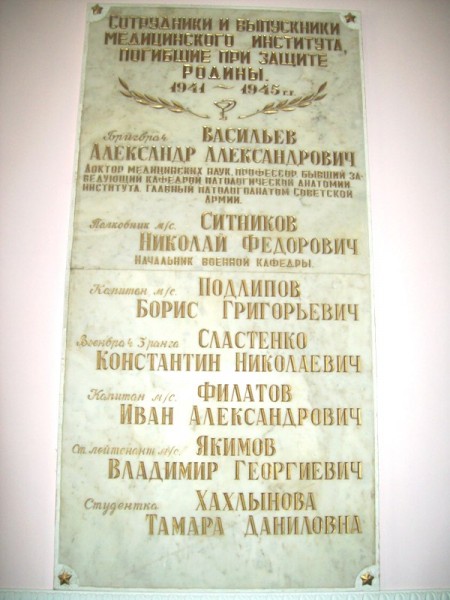 Сотрудники и выпускники
медицинского института,
погибшие при защите
Родины.
1941 ~ 1945 г.г.
Бригврач Васильев
Александр Александрович
Доктор медицинских наук, профессор, бывший за-
ведующий кафедрой патологической анатомии
института, главный патологоанатом Советской
Армии.
Полковник м/с. Ситников
Николай Федорович
Начальник военной кафедры.
Капитан м/с. Подлипов
Борис Григорьевич
Военврач 3 ранга Сластенко
Константин Николаевич
Капитан м/с. Филатов
Иван Александрович
Ст. лейтенант м/с. Якимов
Владимир Георгиевич
Студентка Хахлынова
Тамара Даниловна